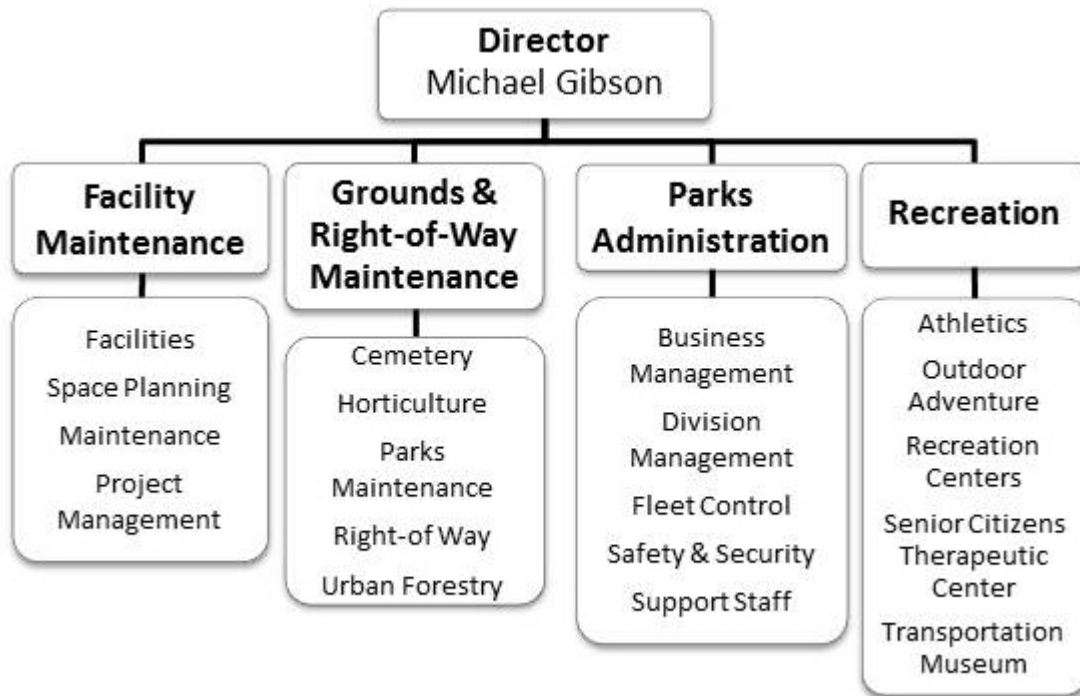 Director
Michael Gibson
Facility
Maintenance
Facilities
Space Planning
Maintenance
Project
Management
Grounds &
Right-of-Way
Maintenance
Cemetery
Horticulture
Parks
Maintenance
Right-of Way
Urban Forestry
Parks
Administration
Business
Management
Division
Management
Fleet Control
Safety & Security
Support Staff
Recreation
Athletics
Outdoor
Adventure
Recreation
Centers
Senior Citizens
Therapeutic
Center
Transportation
Museum